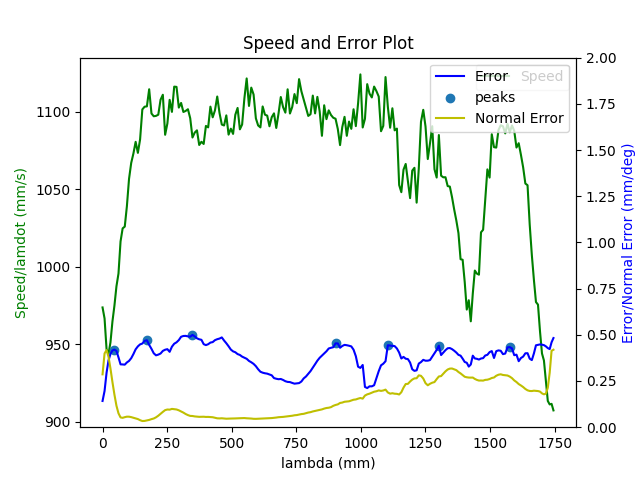 Speed and Error Plot
Speed/lamdot (mm/s)
1100
1050
1000
950
900
0
250
500
750
1000
1250
1500
1750
lambda (mm)
2.00
1.75
1.50
1.25
1.00
0.75
0.50
0.25
0.00
Error/Normal Error (mm/deg)
Error
Speed
peaks
Normal Error